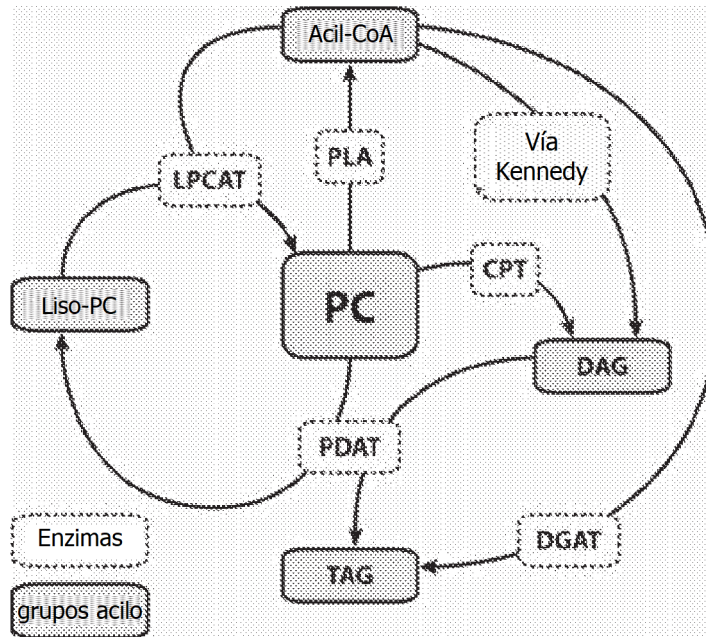 Acil-CoA
PLA
Vía
Kennedy
LPCAT
CPT
Liso-PC
PC
DAG
PDAT
Enzimas
DGAT
TAG
grupos acilo